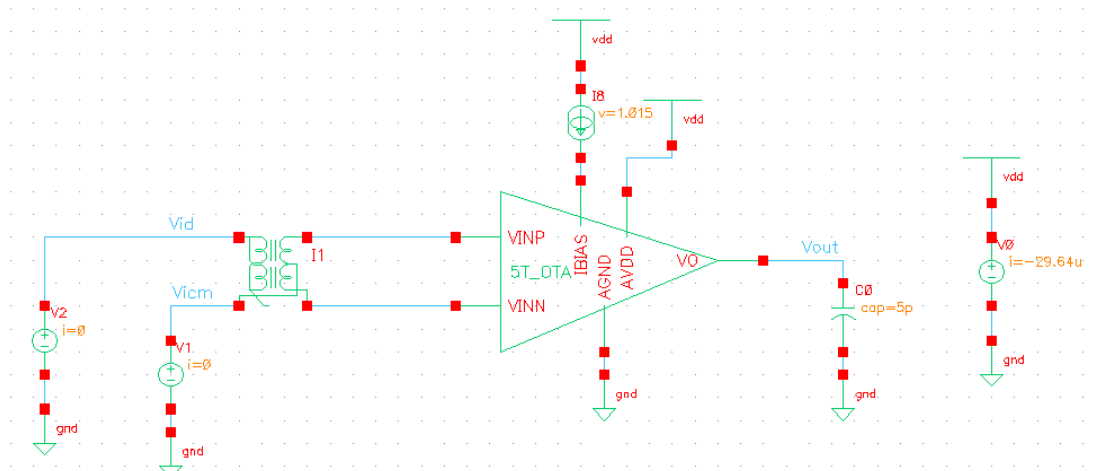 vdd
I8
v=1.015
vdd
vdd
Vid
I1
VINP
IBIAS
AGND
AVDD
VO
Vout
V0
i=-29.64u
5T_OTA
Vicm
VINN
C0
cap=5p
V2
i=0
V1
i=0
gnd
gnd
gnd
gnd
gnd